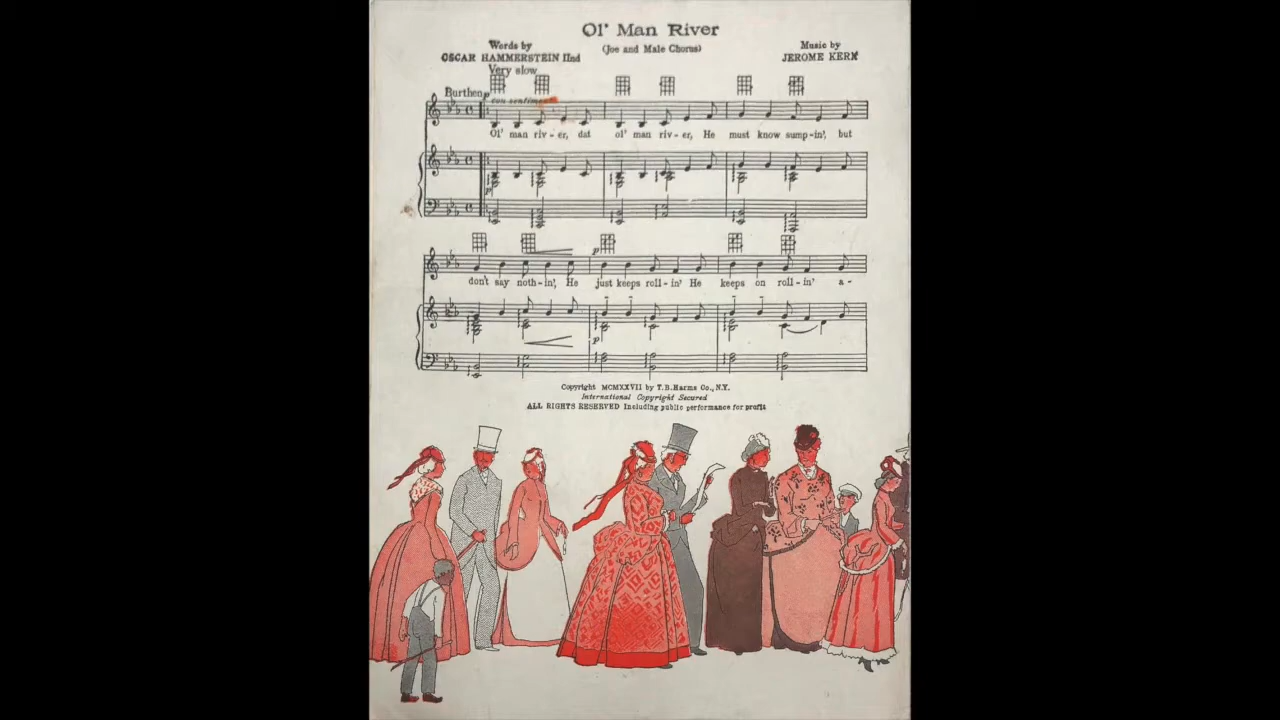 Ol' Man River
(Joe and Male Chorus)
Words by
OSCAR HAMMERSTEIN IInd
Music by
JEROME KERN
Very slow
Burthen
p con sentimento
Ol' man riv - er, dat ol' man riv - er, He must know sump - in', but
p
p
don't say noth - in', He just keeps roll - in' He keeps on roll - in' a -
p
Copyright MCMXXVII by T. B. Harms Co., N.Y.
International Copyright Secured
ALL RIGHTS RESERVED Including public performance for profit